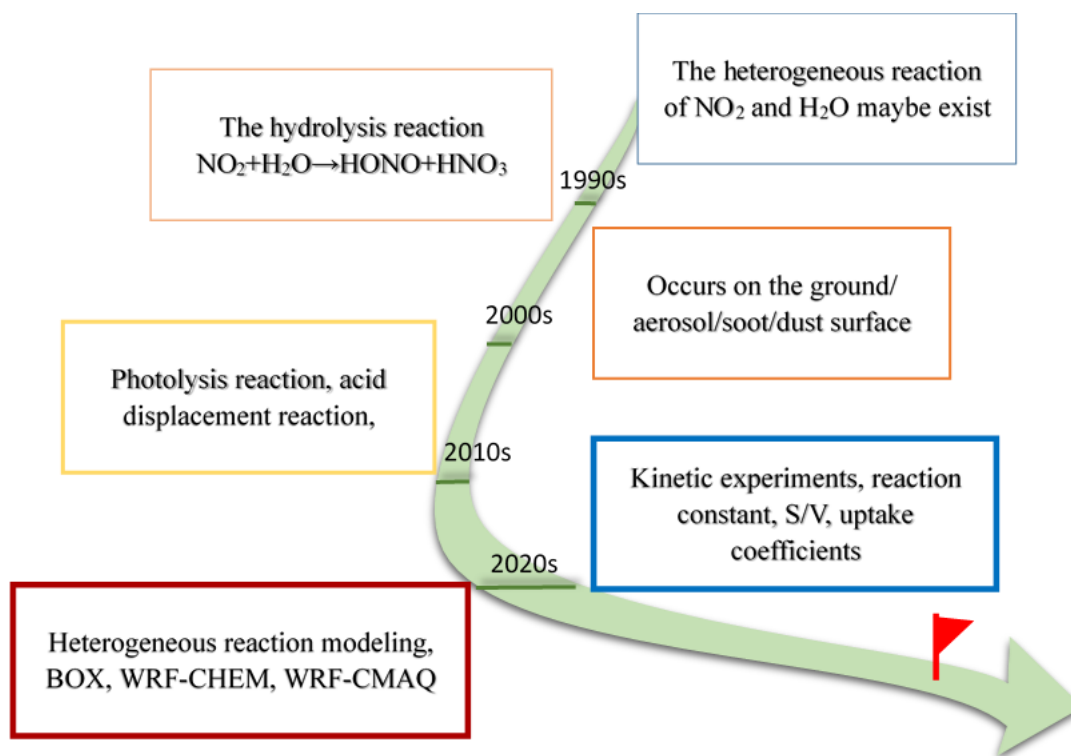 The heterogeneous reaction
of NO₂ and H₂O maybe exist
The hydrolysis reaction
NO₂+H₂O→HONO+HNO₃
1990s
Occurs on the ground/
aerosol/soot/dust surface
2000s
Photolysis reaction, acid
displacement reaction,
2010s
Kinetic experiments, reaction
constant, S/V, uptake
coefficients
2020s
Heterogeneous reaction modeling,
BOX, WRF-CHEM, WRF-CMAQ